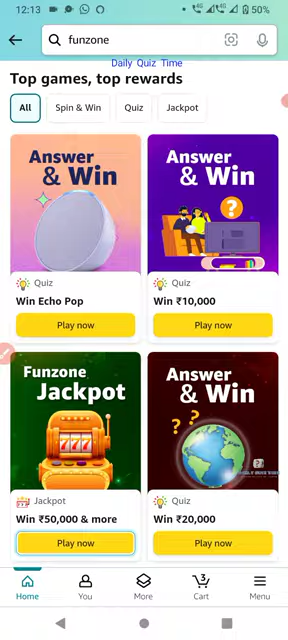 12:13
4G
4G
50%
funzone
Daily Quiz Time
Top games, top rewards
All
Spin & Win
Quiz
Jackpot
Answer
& Win
Quiz
Win Echo Pop
Play now
Answer
& Win
?
Quiz
Win ₹10,000
Play now
Funzone
Jackpot
777
Jackpot
Win ₹50,000 & more
Play now
Answer
& Win
? ?
Quiz
Win ₹20,000
Play now
Home
You
More
3
Cart
Menu